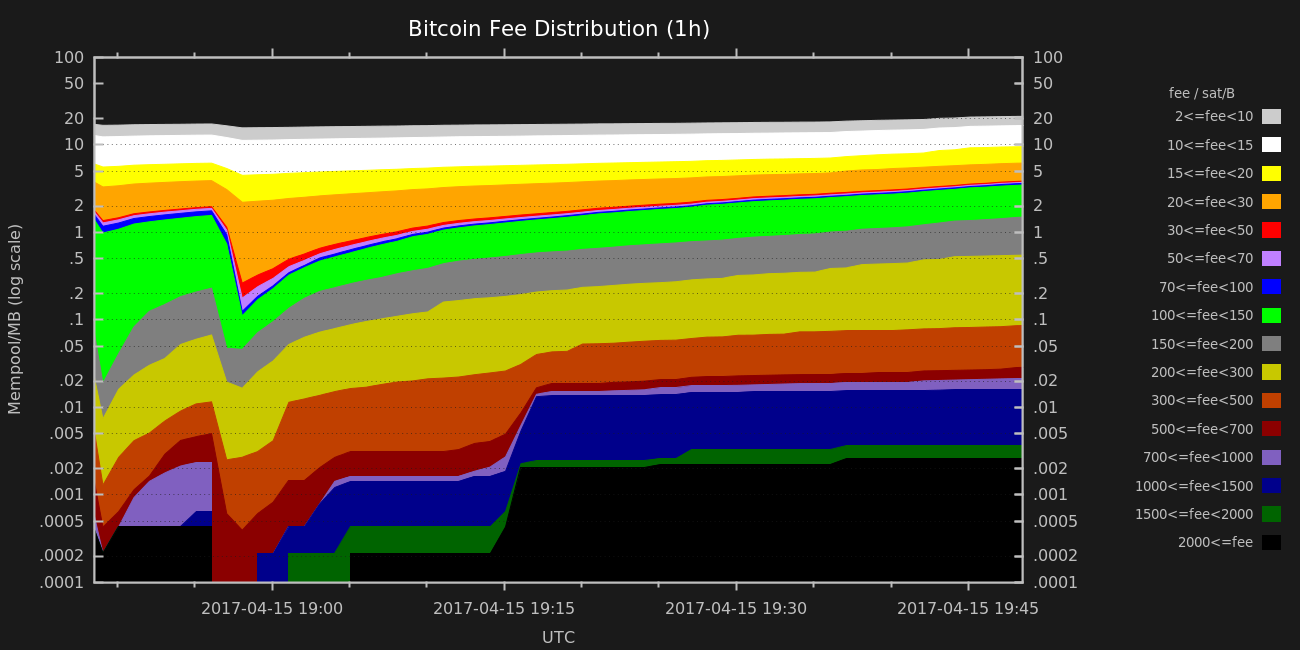 Bitcoin Fee Distribution (1h)
100 100
50 50
20 20
10 10
5 5
2 2
1 1
.5 .5
.2 .2
.1 .1
.05 .05
.02 .02
.01 .01
.005 .005
.002 .002
.001 .001
.0005 .0005
.0002 .0002
.0001 .0001
Mempool/MB (log scale)
2017-04-15 19:00 2017-04-15 19:15 2017-04-15 19:30 2017-04-15 19:45
UTC
fee / sat/B
2<=fee<10
10<=fee<15
15<=fee<20
20<=fee<30
30<=fee<50
50<=fee<70
70<=fee<100
100<=fee<150
150<=fee<200
200<=fee<300
300<=fee<500
500<=fee<700
700<=fee<1000
1000<=fee<1500
1500<=fee<2000
2000<=fee